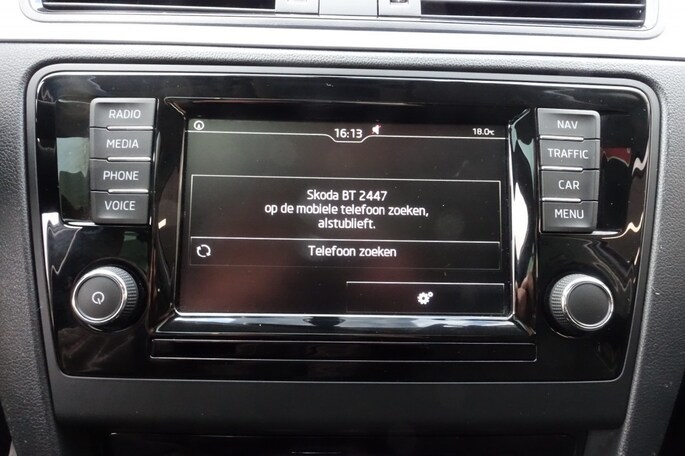 RADIO
MEDIA
PHONE
VOICE
16:13
18.0°C
Skoda BT 2447
op de mobiele telefoon zoeken,
alstublieft.
Telefoon zoeken
NAV
TRAFFIC
CAR
MENU